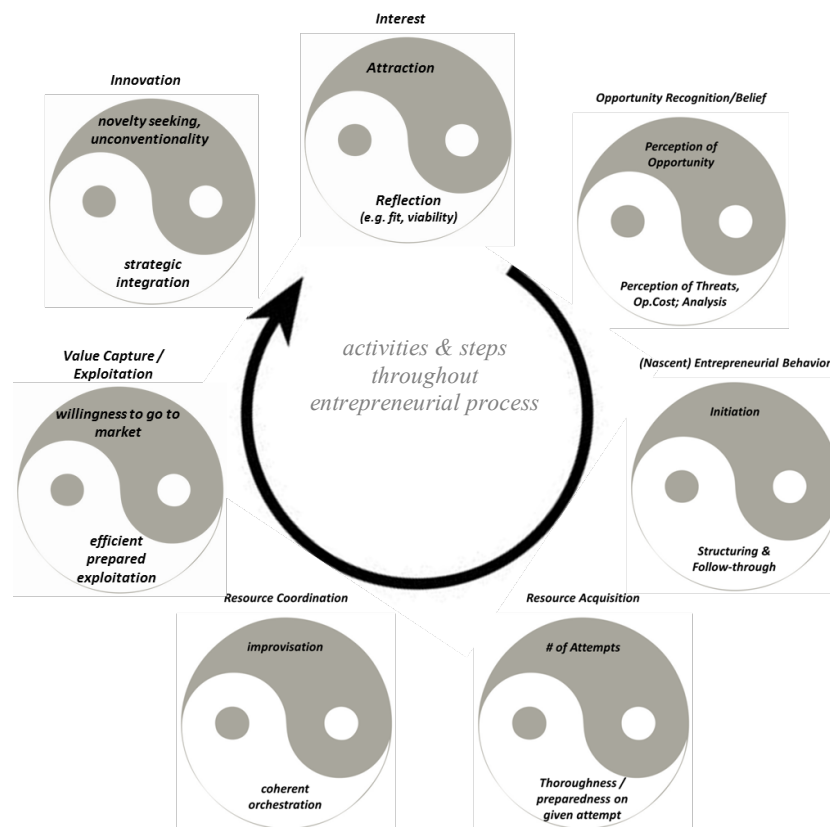 Interest
Attraction
Reflection
(e.g. fit, viability)
Opportunity Recognition/Belief
Perception of
Opportunity
Perception of Threats,
Op.Cost; Analysis
(Nascent) Entrepreneurial Behavior
Initiation
Structuring &
Follow-through
Resource Acquisition
# of Attempts
Thoroughness /
preparedness on
given attempt
Resource Coordination
improvisation
coherent
orchestration
Value Capture /
Exploitation
willingness to go to
market
efficient
prepared
exploitation
Innovation
novelty seeking,
unconventionality
strategic
integration
activities & steps
throughout
entrepreneurial process